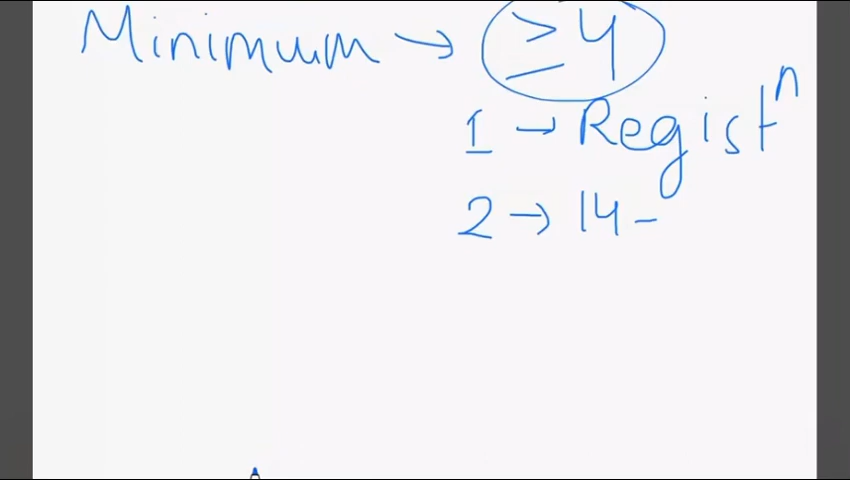 Minimum → ≥4
1 → Registⁿ
2 → 14-